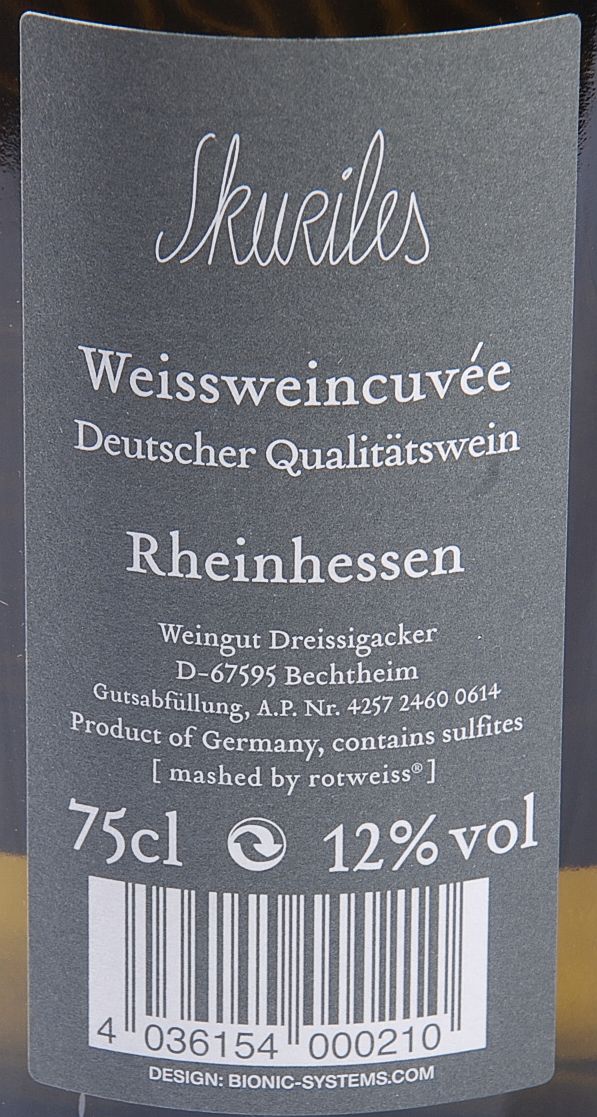 Skuriles
Weissweincuvée
Deutscher Qualitätswein
Rheinhessen
Weingut Dreissigacker
D-67595 Bechtheim
Gutsabfüllung, A.P. Nr. 4257 2460 0614
Product of Germany, contains sulfites
[ mashed by rotweiss® ]
75cl 12% vol
4 036154 000210
DESIGN: BIONIC-SYSTEMS.COM